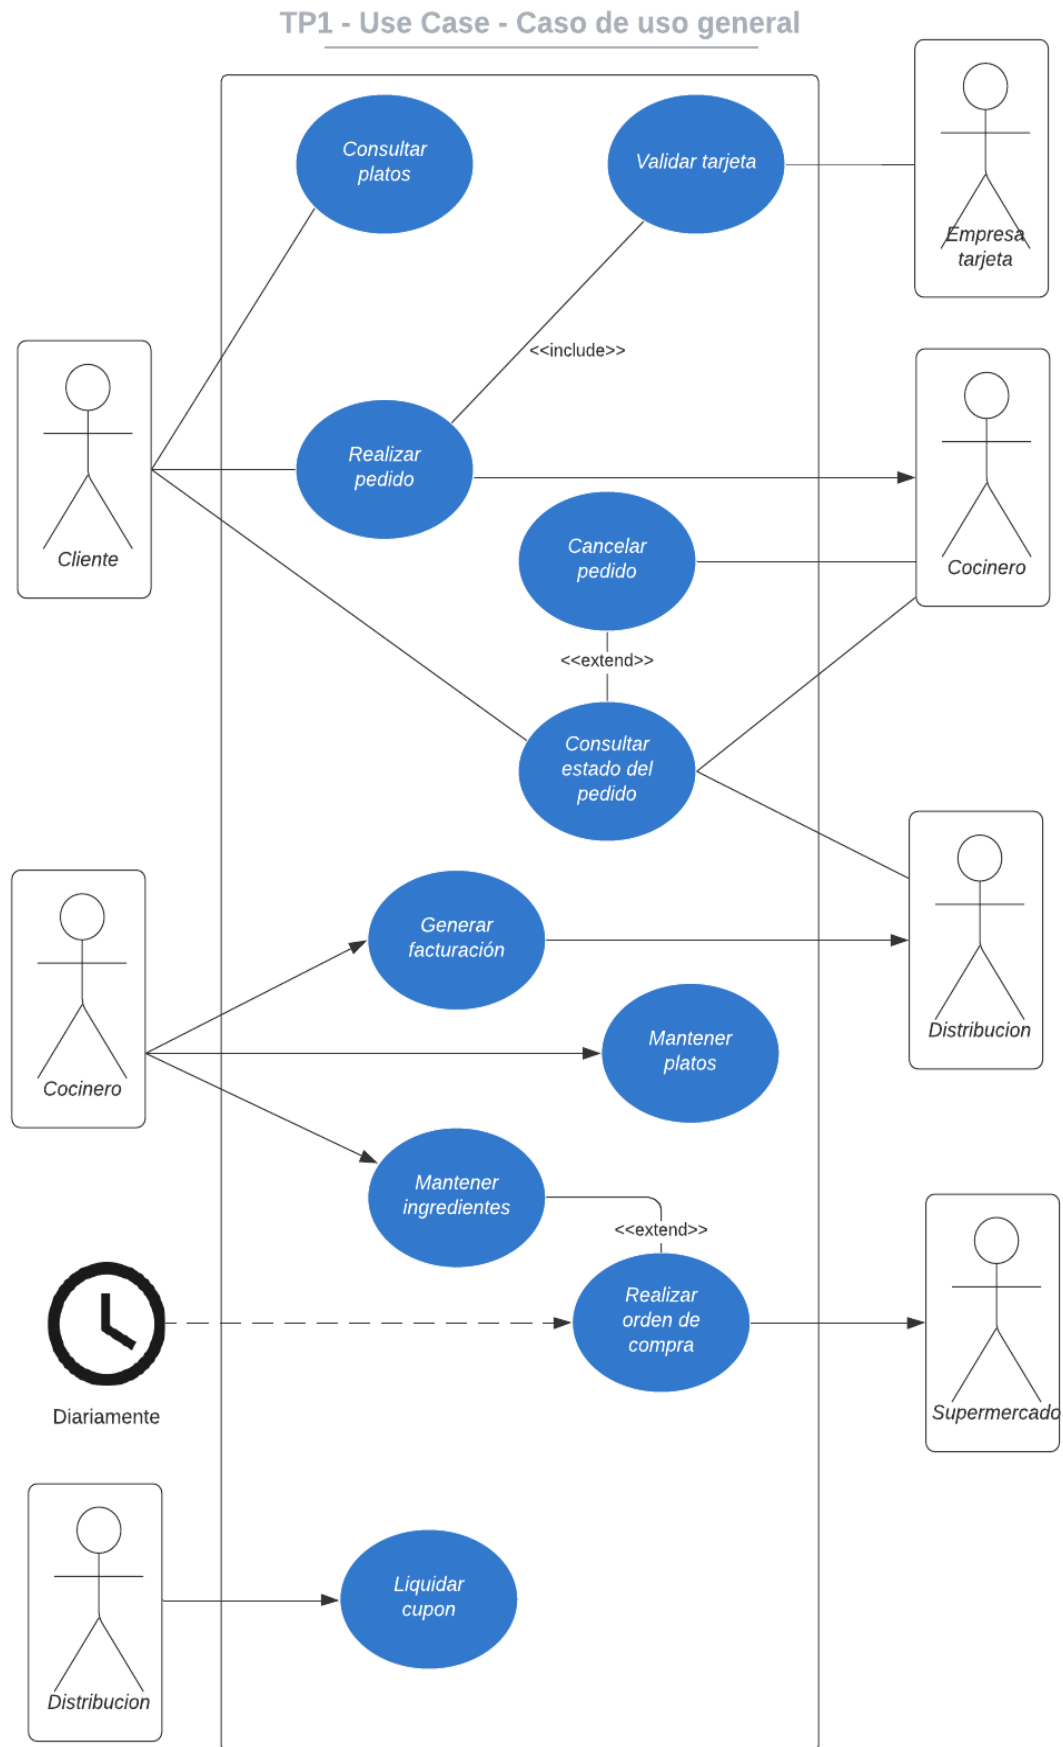 TP1 - Use Case - Caso de uso general
Consultar
platos
Validar tarjeta
Empresa
tarjeta
<<include>>
Cliente
Realizar
pedido
Cocinero
Cancelar
pedido
<<extend>>
Consultar
estado del
pedido
Generar
facturación
Distribucion
Cocinero
Mantener
platos
Mantener
ingredientes
<<extend>>
Realizar
orden de
compra
Supermercado
Diariamente
Liquidar
cupon
Distribucion